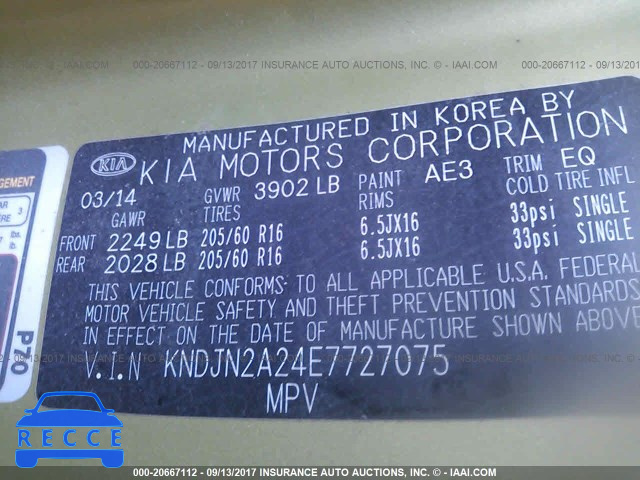 000-20667112 - 09/13/2017 INSURANCE AUTO AUCTIONS, INC. - © IAAI.COM
MANUFACTURED IN KOREA BY
KIA KIA MOTORS CORPORATION
03/14 GVWR 3902 LB PAINT AE3 TRIM EQ
GAWR TIRES RIMS COLD TIRE INFL
FRONT 2249 LB 205/60 R16 6.5JX16 33psi SINGLE
REAR 2028 LB 205/60 R16 6.5JX16 33psi SINGLE
THIS VEHICLE CONFORMS TO ALL APPLICABLE U.S.A. FEDERAL
MOTOR VEHICLE SAFETY AND THEFT PREVENTION STANDARDS
IN EFFECT ON THE DATE OF MANUFACTURE SHOWN ABOVE
V.I.N KNDJN2A24E7727075
MPV
3
lbs.
RECCE
000-20667112 - 09/13/2017 INSURANCE AUTO AUCTIONS, INC. - © IAAI.COM